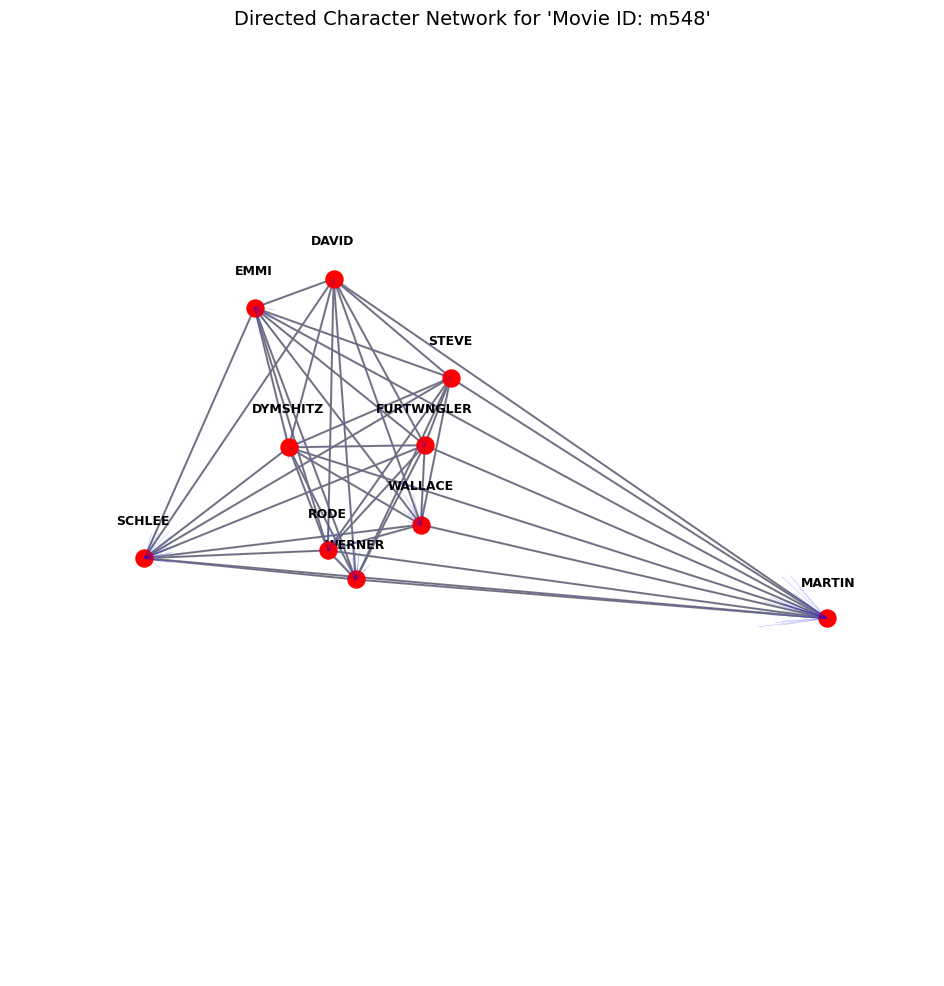 Directed Character Network for 'Movie ID: m548'
DAVID
EMMI
STEVE
DYMSHITZ
FURTWNGLER
WALLACE
RODE
SCHLEE
WERNER
MARTIN